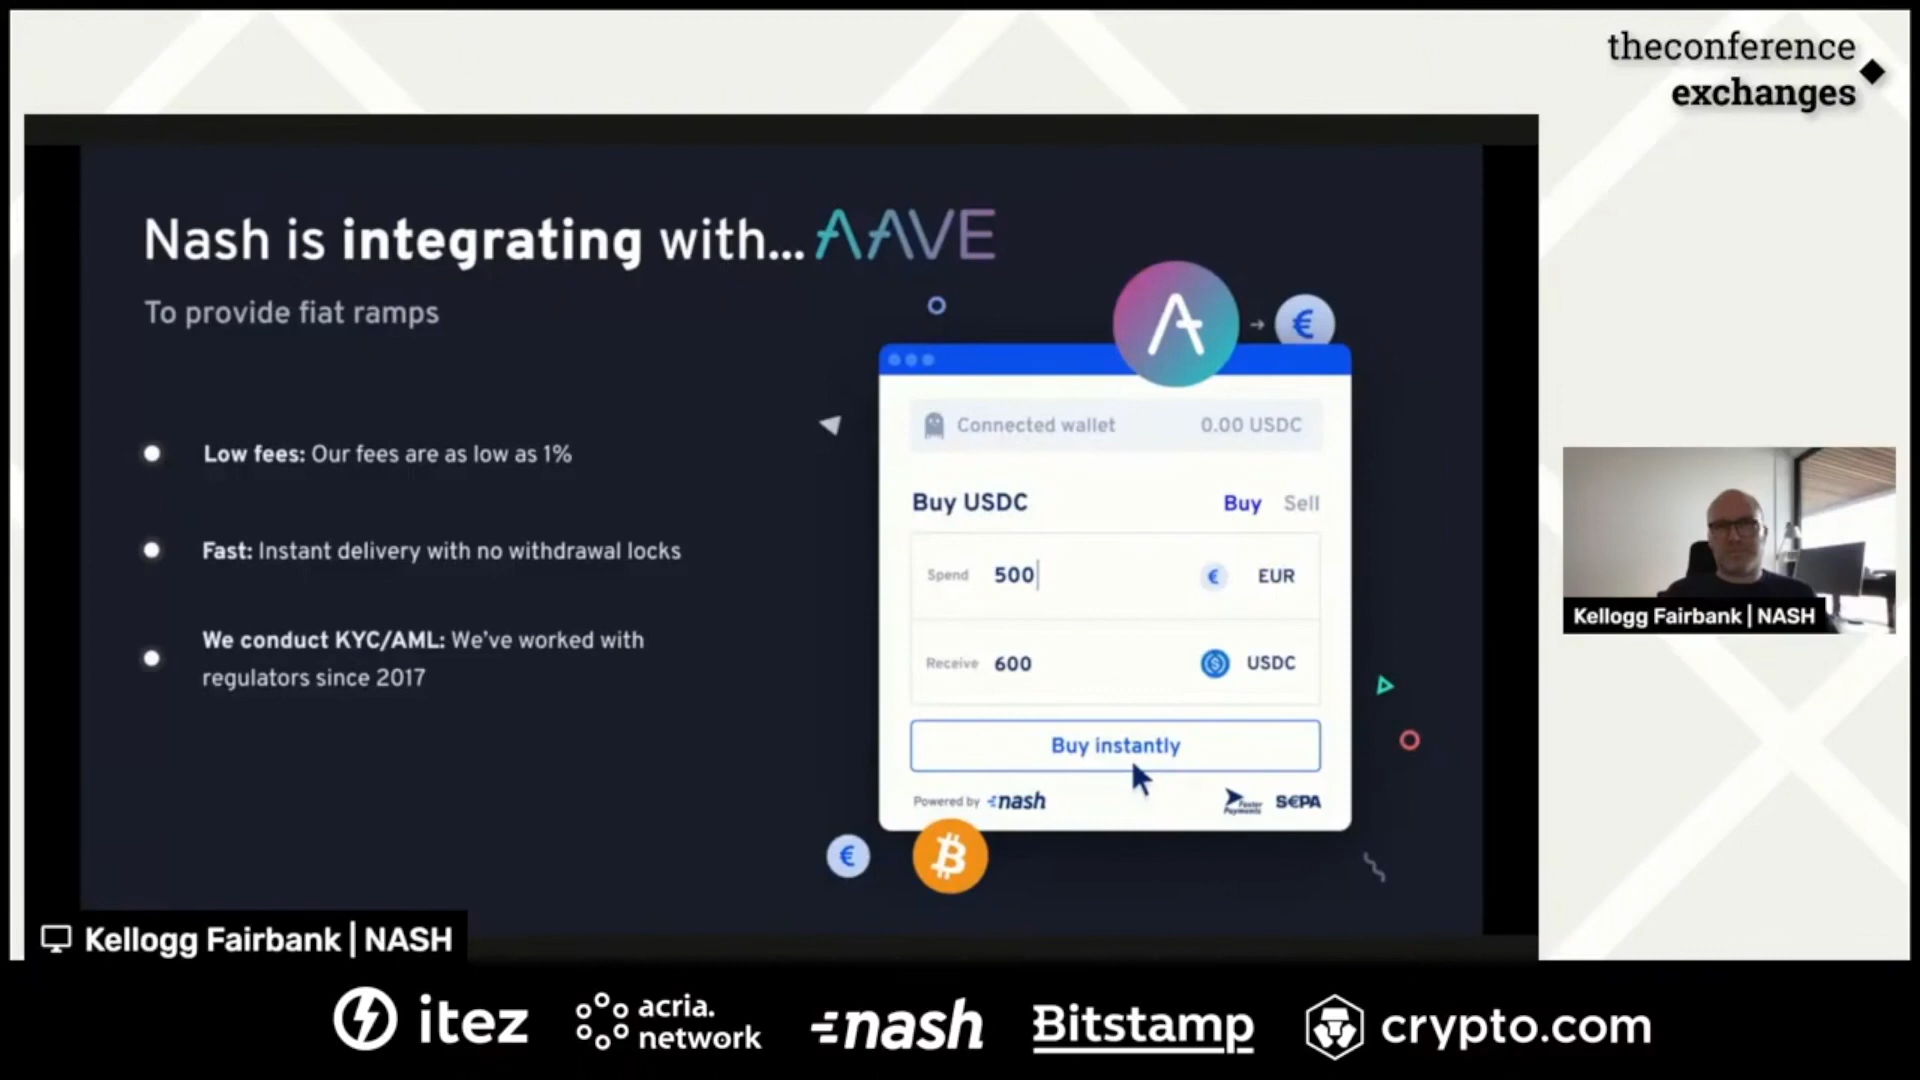 theconference
exchanges
Nash is integrating with... AAVE
To provide fiat ramps
Low fees: Our fees are as low as 1%
Fast: Instant delivery with no withdrawal locks
We conduct KYC/AML: We've worked with
regulators since 2017
€
Connected wallet 0.00 USDC
Buy USDC Buy Sell
Spend 500 € EUR
Receive 600 $ USDC
Buy instantly
Powered by nash Faster Payments S€PA
€
Kellogg Fairbank | NASH
Kellogg Fairbank | NASH
itez acria. network nash Bitstamp crypto.com